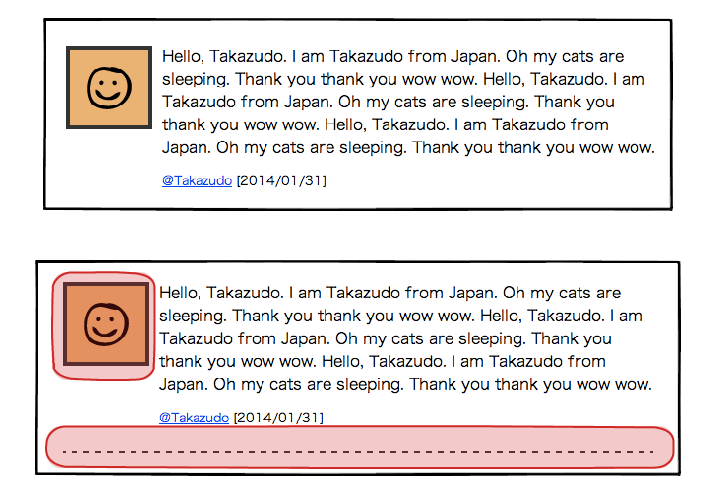 Hello, Takazudo. I am Takazudo from Japan. Oh my cats are
sleeping. Thank you thank you wow wow. Hello, Takazudo. I am
Takazudo from Japan. Oh my cats are sleeping. Thank you
thank you wow wow. Hello, Takazudo. I am Takazudo from
Japan. Oh my cats are sleeping. Thank you thank you wow wow.
@Takazudo [2014/01/31]
Hello, Takazudo. I am Takazudo from Japan. Oh my cats are
sleeping. Thank you thank you wow wow. Hello, Takazudo. I am
Takazudo from Japan. Oh my cats are sleeping. Thank you
thank you wow wow. Hello, Takazudo. I am Takazudo from
Japan. Oh my cats are sleeping. Thank you thank you wow wow.
@Takazudo [2014/01/31]